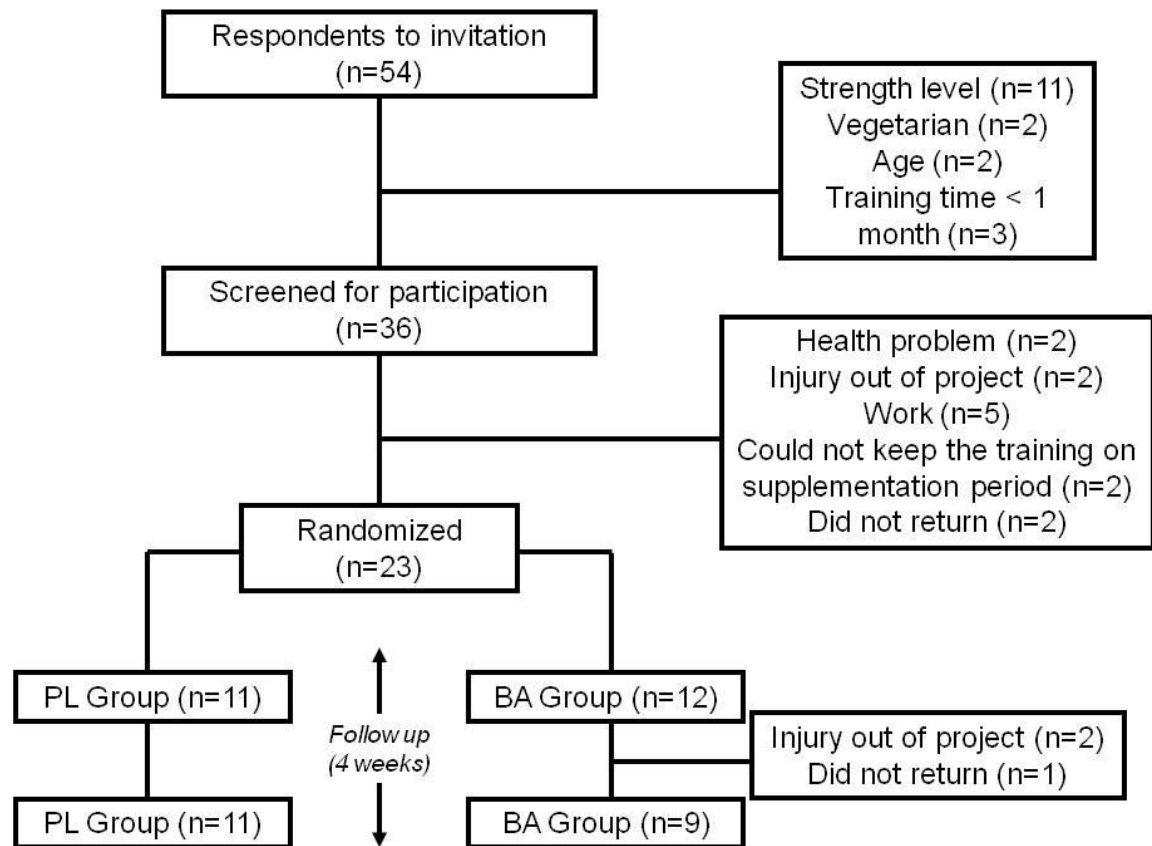 Respondents to invitation
(n=54)
Strength level (n=11)
Vegetarian (n=2)
Age (n=2)
Training time < 1
month (n=3)
Screened for participation
(n=36)
Health problem (n=2)
Injury out of project (n=2)
Work (n=5)
Could not keep the training on
supplementation period (n=2)
Did not return (n=2)
Randomized
(n=23)
PL Group (n=11)
BA Group (n=12)
Follow up
(4 weeks)
Injury out of project (n=2)
Did not return (n=1)
PL Group (n=11)
BA Group (n=9)